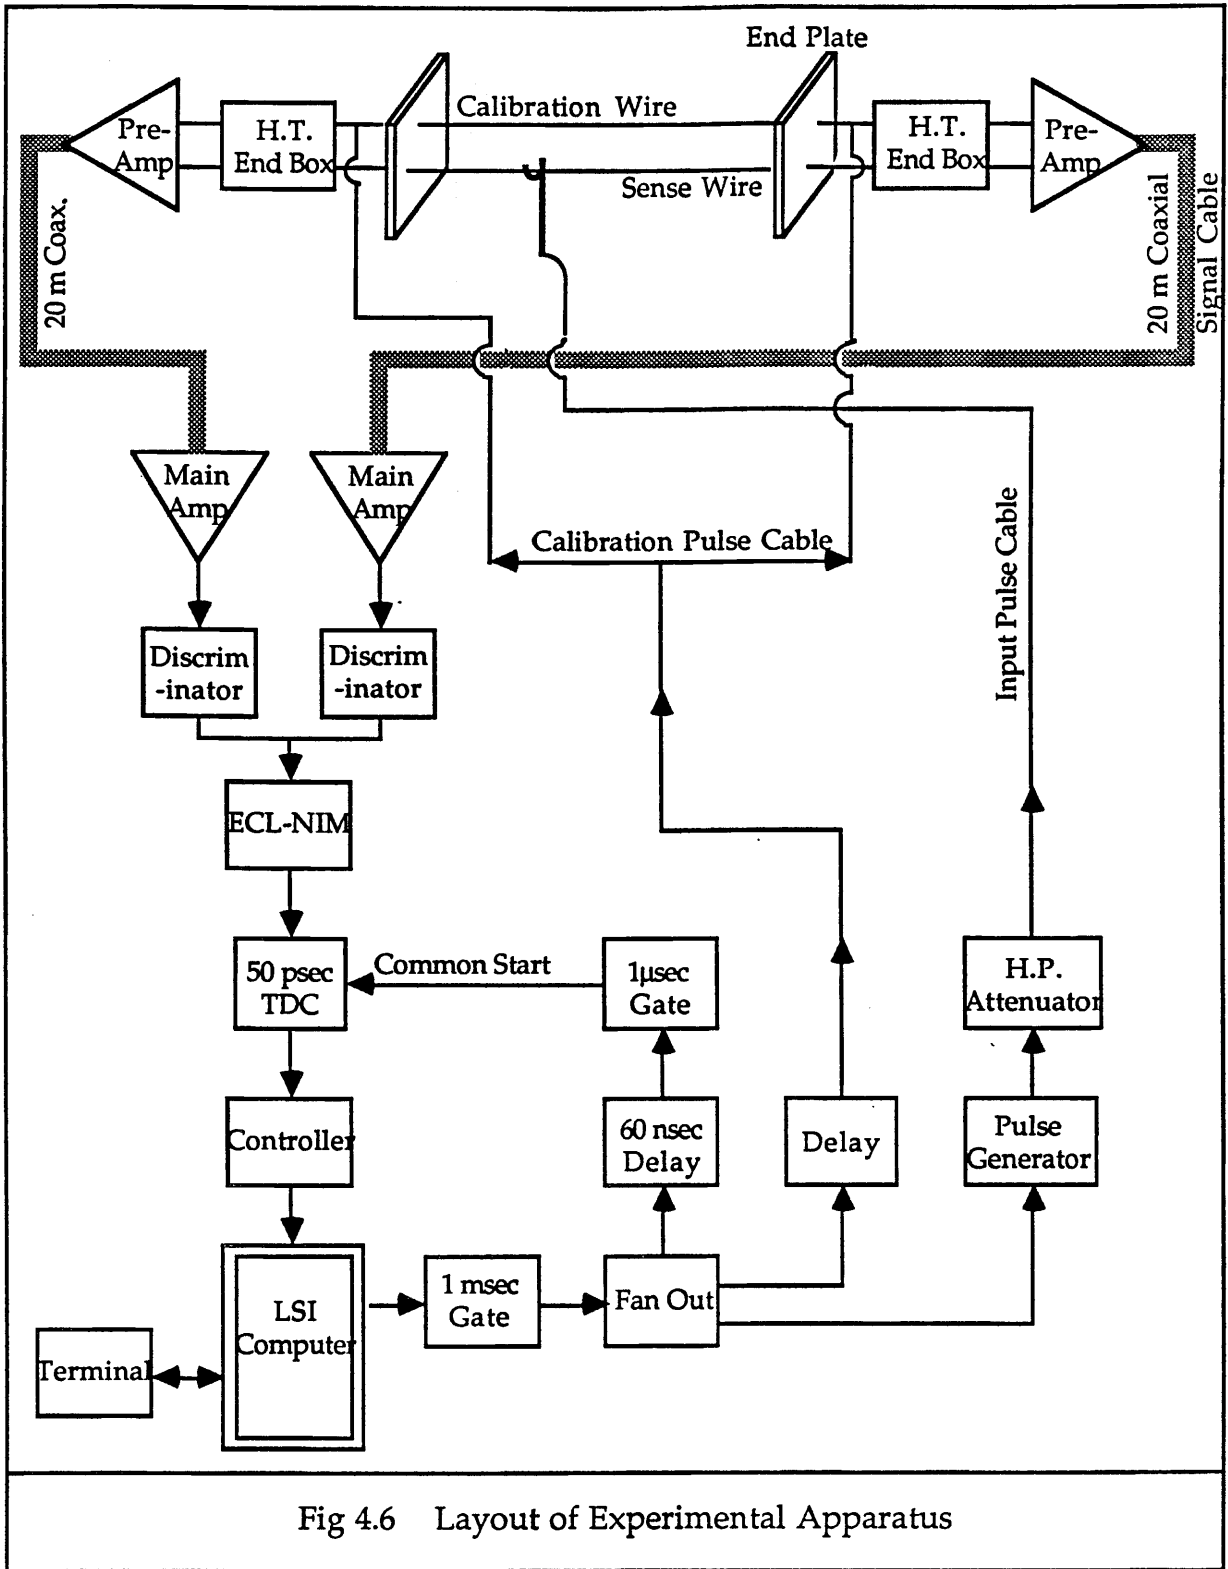 End Plate
Pre-
Amp
H.T.
End Box
Calibration Wire
Sense Wire
H.T.
End Box
Pre-
Amp
20 m Coax.
20 m Coaxial
Signal Cable
Main
Amp
Main
Amp
Calibration Pulse Cable
Input Pulse Cable
Discrim
-inator
Discrim
-inator
ECL-NIM
50 psec
TDC
Common Start
1μsec
Gate
H.P.
Attenuator
Controller
60 nsec
Delay
Delay
Pulse
Generator
LSI
Computer
1 msec
Gate
Fan Out
Terminal
Fig 4.6 Layout of Experimental Apparatus